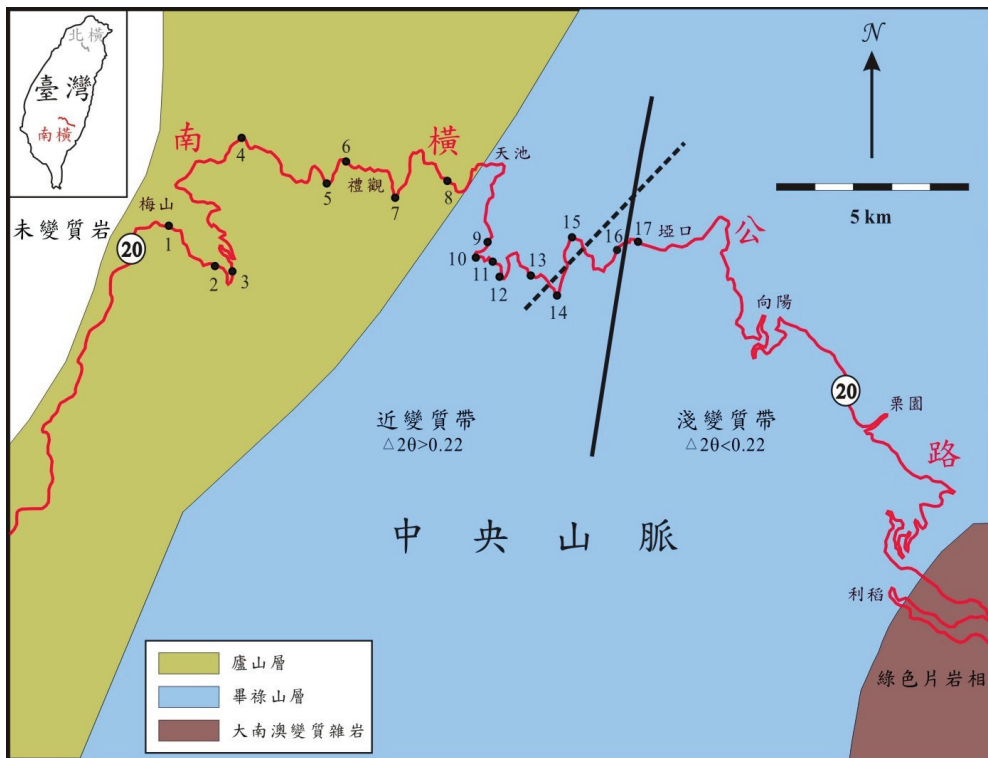 北橫
臺灣
南橫
N
5 km
南
橫
公
路
4
6
5
禮觀
7
8
天池
梅山
1
未變質岩
20
2
3
9
10
11
12
13
14
15
16
17
埡口
向陽
20
栗園
近變質帶
△2θ>0.22
淺變質帶
△2θ<0.22
中央山脈
利稻
綠色片岩相
廬山層
畢祿山層
大南澳變質雜岩